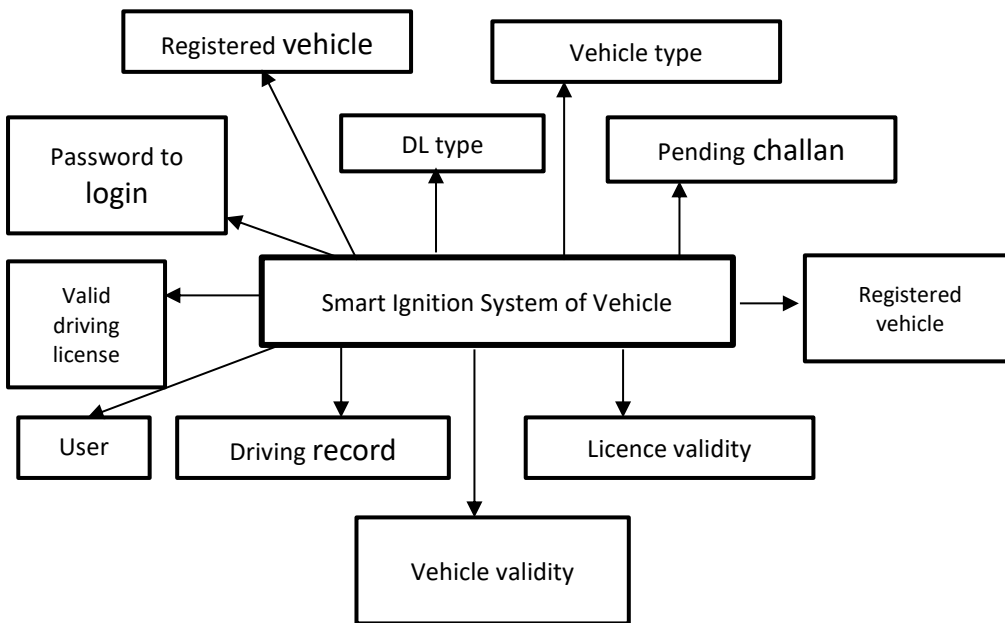 Registered vehicle
Vehicle type
Password to
login
DL type
Pending challan
Valid
driving
license
Smart Ignition System of Vehicle
Registered
vehicle
User
Driving record
Licence validity
Vehicle validity